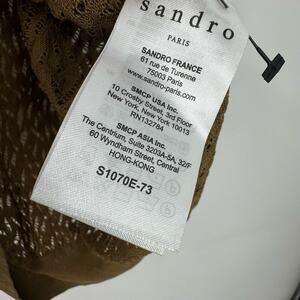 sandro
PARIS
SANDRO FRANCE
61 rue de Turenne
75003 Paris
www.sandro-paris.com
SMCP USA Inc.
10 Crosby Street, 3rd Floor
New York, New York 10013
RN132784
SMCP ASIA Inc.
The Centrium, Suite 3203A-5A, 32/F
60 Wyndham Street, Central
HONG-KONG
S1070E-73